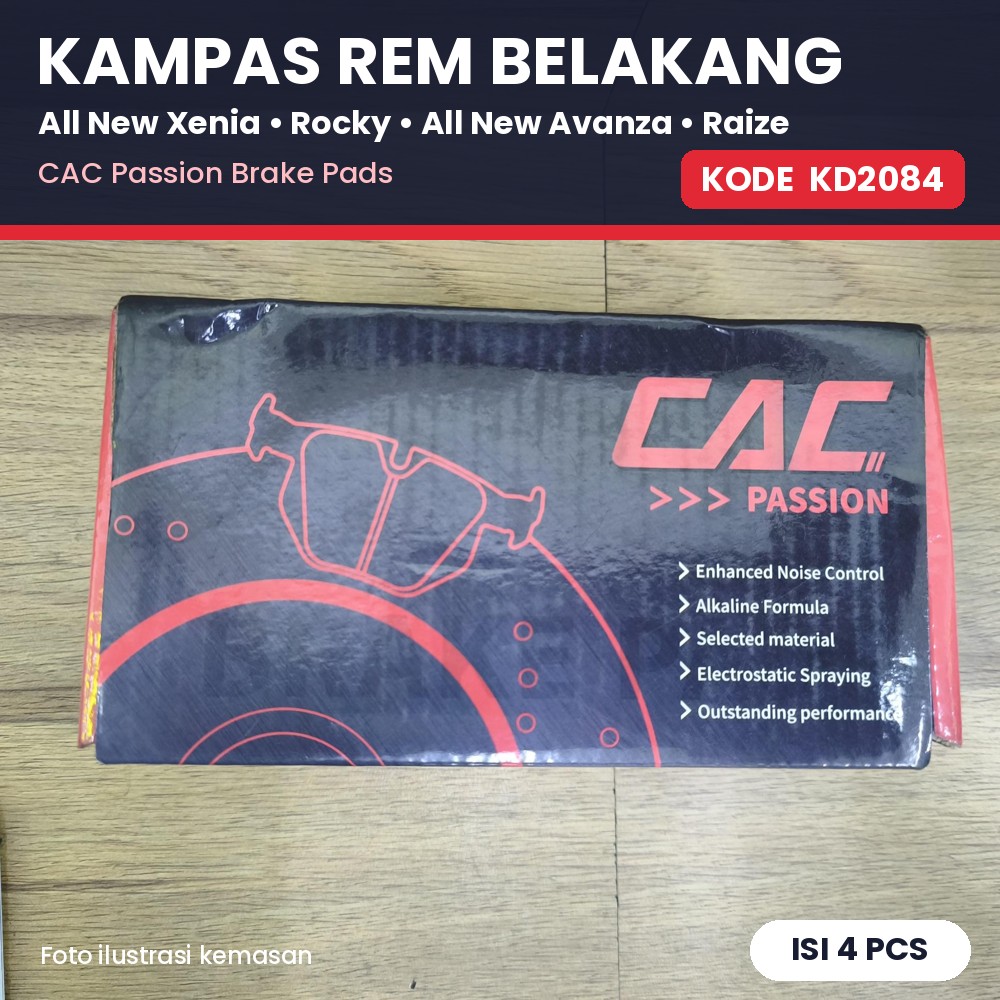 KAMPAS REM BELAKANG
All New Xenia • Rocky • All New Avanza • Raize
CAC Passion Brake Pads
KODE KD2084
CAC
>>> PASSION
> Enhanced Noise Control
> Alkaline Formula
> Selected material
> Electrostatic Spraying
> Outstanding performance
Foto ilustrasi kemasan
ISI 4 PCS